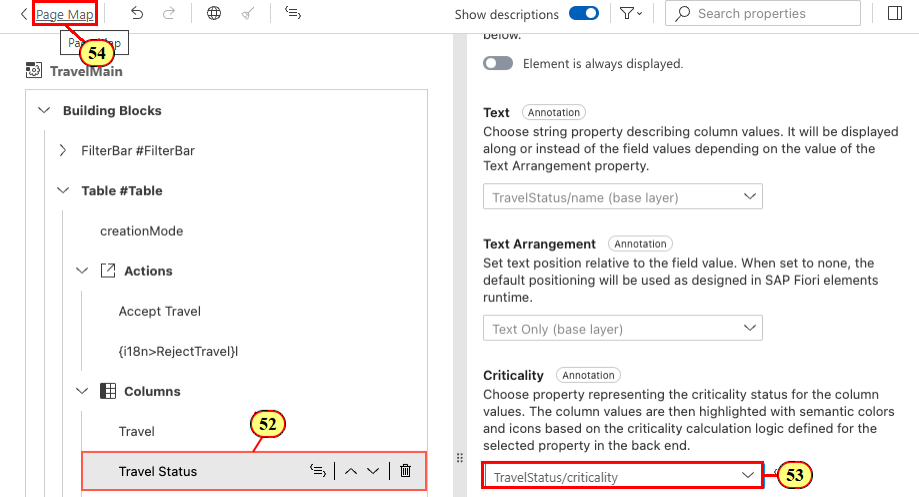 Page Map
Show descriptions
Search properties
Pa
ap
54
TravelMain
Building Blocks
FilterBar #FilterBar
Table #Table
creationMode
Actions
Accept Travel
{i18n>RejectTravel}l
Columns
Travel
52
Travel Status
below.
Element is always displayed.
Text Annotation
Choose string property describing column values. It will be displayed
along or instead of the field values depending on the value of the
Text Arrangement property.
TravelStatus/name (base layer)
Text Arrangement Annotation
Set text position relative to the field value. When set to none, the
default positioning will be used as designed in SAP Fiori elements
runtime.
Text Only (base layer)
Criticality Annotation
Choose property representing the criticality status for the column
values. The column values are then highlighted with semantic colors
and icons based on the criticality calculation logic defined for the
selected property in the back end.
TravelStatus/criticality
53